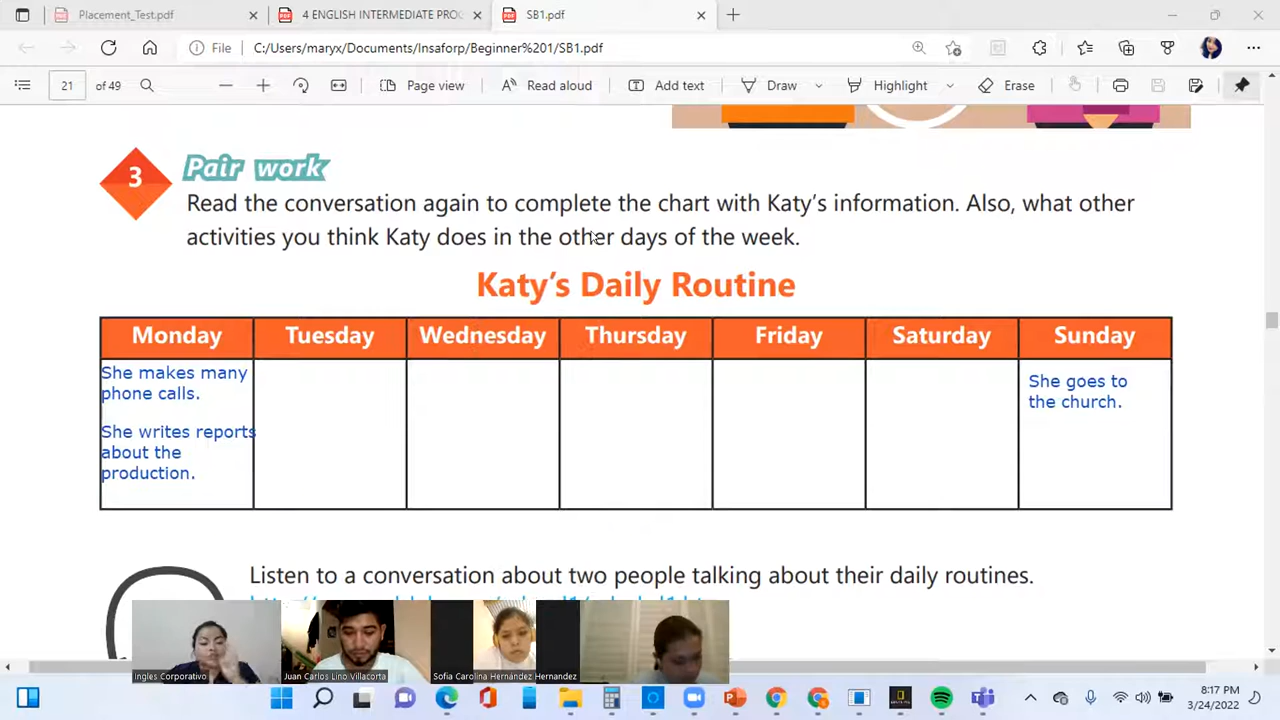 Placement_Test.pdf
4 ENGLISH INTERMEDIATE PROG
SB1.pdf
File
C:/Users/maryx/Documents/Insaforp/Beginner%201/SB1.pdf
21 of 49
Page view
Read aloud
Add text
Draw
Highlight
Erase
3
Pair work
Read the conversation again to complete the chart with Katy's information. Also, what other
activities you think Katy does in the other days of the week.
Katy's Daily Routine
Monday Tuesday Wednesday Thursday Friday Saturday Sunday
She makes many
phone calls.
She writes reports
about the
production.
She goes to
the church.
Listen to a conversation about two people talking about their daily routines.
Ingles Corporativo
Juan Carlos Lino Villacorta
Sofia Carolina Hernández Hernandez
8:17 PM
3/24/2022